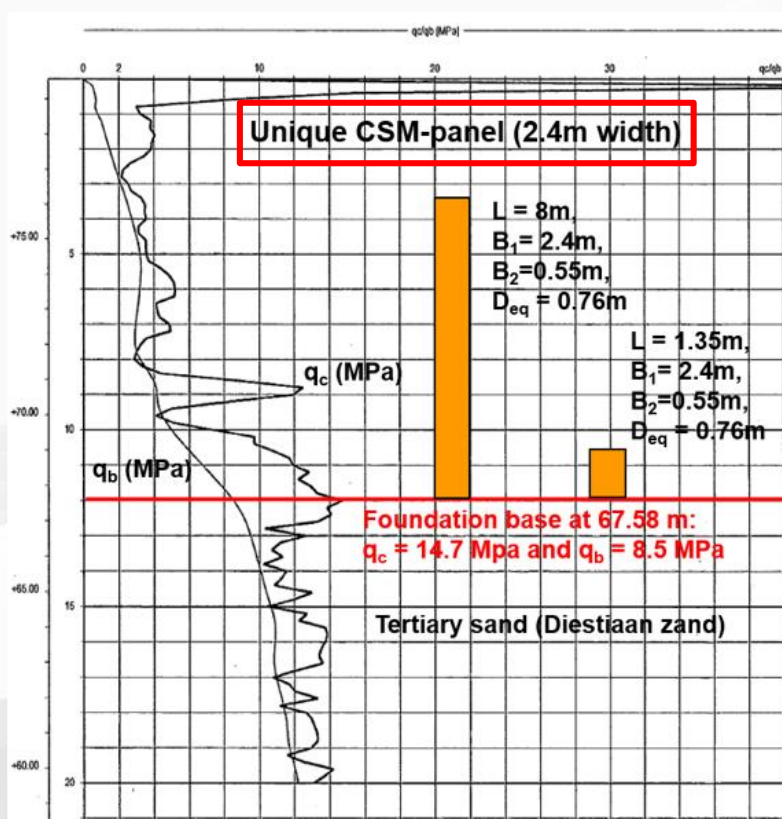 qc/qb [MPa]
0 2 10 20 30 qc/qb
Unique CSM-panel (2.4m width)
+75.00
5
L = 8m,
B1= 2.4m,
B2=0.55m,
Deq = 0.76m
L = 1.35m,
B1= 2.4m,
B2=0.55m,
Deq = 0.76m
qc (MPa)
+70.00
10
qb (MPa)
Foundation base at 67.58 m:
qc = 14.7 Mpa and qb = 8.5 MPa
+65.00
15
Tertiary sand (Diestiaan zand)
+60.00
20